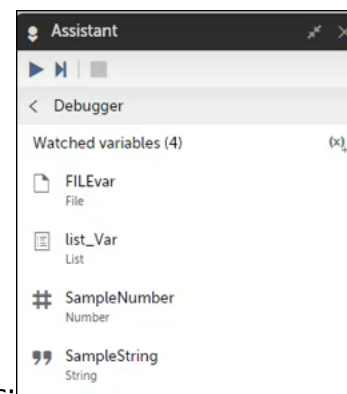 Assistant
Debugger
Watched variables (4)
(x)
FILEvar
File
list_Var
List
SampleNumber
Number
SampleString
String